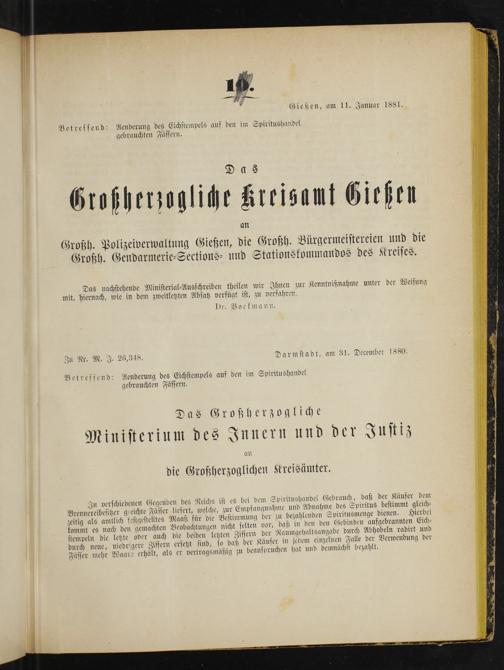 10.
Gießen, am 11. Januar 1881.
Betreffend: Aenderung des Eichstempels auf den im Spiritushandel
gebrauchten Fässern.
Das
Großherzogliche Kreisamt Gießen
an
Großh. Polizeiverwaltung Gießen, die Großh. Bürgermeistereien und die
Großh. Gendarmerie-Sections- und Stationskommandos des Kreises.
Das nachstehende Ministerial-Ausschreiben theilen wir Ihnen zur Kenntnißnahme unter der Weisung
mit, hiernach, wie in dem zweitletzten Absatz verfügt ist, zu verfahren.
Dr. Boekmann.
Zu Nr. M. J. 26,348.
Darmstadt, am 31. December 1880.
Betreffend: Aenderung des Eichstempels auf den im Spiritushandel
gebrauchten Fässern.
Das Großherzogliche
Ministerium des Innern und der Justiz
an
die Großherzoglichen Kreisämter.
In verschiedenen Gegenden des Reichs ist es bei dem Spiritushandel Gebrauch, daß der Käufer dem
Brennereibesitzer geeichte Fässer liefert, welche, zur Empfangnahme und Abnahme des Spiritus bestimmt gleich-
zeitig als amtlich festgestelltes Maaß für die Bestimmung der zu bezahlenden Spiritusmenge dienen. Hierbei
kommt es nach den gemachten Beobachtungen nicht selten vor, daß in den den Gebinden aufgebrannten Eich-
stempeln die letzte oder auch die beiden letzten Ziffern der Raumgehaltsangabe durch Abhobeln radirt und
durch neue, niedrigere Ziffern ersetzt sind, so daß der Käufer in jedem einzelnen Falle der Verwendung der
Fässer mehr Waare erhält, als er vertragsmäßig zu beanspruchen hat und demnächst bezahlt.